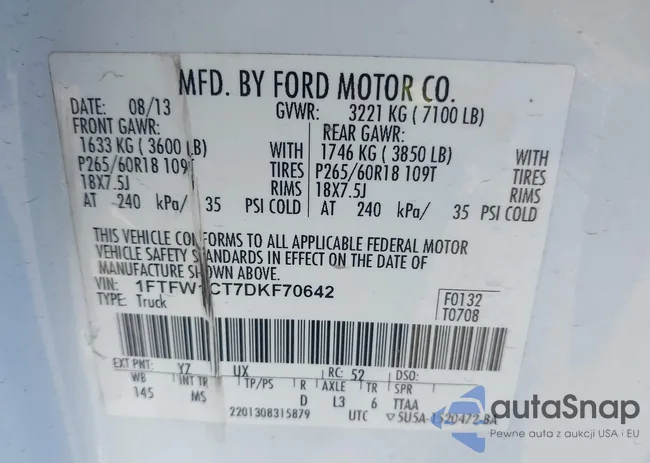 MFD. BY FORD MOTOR CO.
DATE: 08/13 GVWR: 3221 KG ( 7100 LB)
FRONT GAWR: REAR GAWR:
1633 KG ( 3600 LB) WITH 1746 KG ( 3850 LB) WITH
P265/60R18 109T TIRES P265/60R18 109T TIRES
18X7.5J RIMS 18X7.5J RIMS
AT 240 kPa/ 35 PSI COLD AT 240 kPa/ 35 PSI COLD
THIS VEHICLE CONFORMS TO ALL APPLICABLE FEDERAL MOTOR
VEHICLE SAFETY STANDARDS IN EFFECT ON THE DATE OF
MANUFACTURE SHOWN ABOVE.
VIN: 1FTFW1CT7DKF70642 F0132
TYPE: Truck T0708
EXT PNT: YZ UX RC: 52 DSO:
WB INT TR TP/PS R AXLE TR SPR
145 MS D L3 6 TTAA
2201308315879 UTC
autaSnap
Pewne auta z aukcji USA i EU